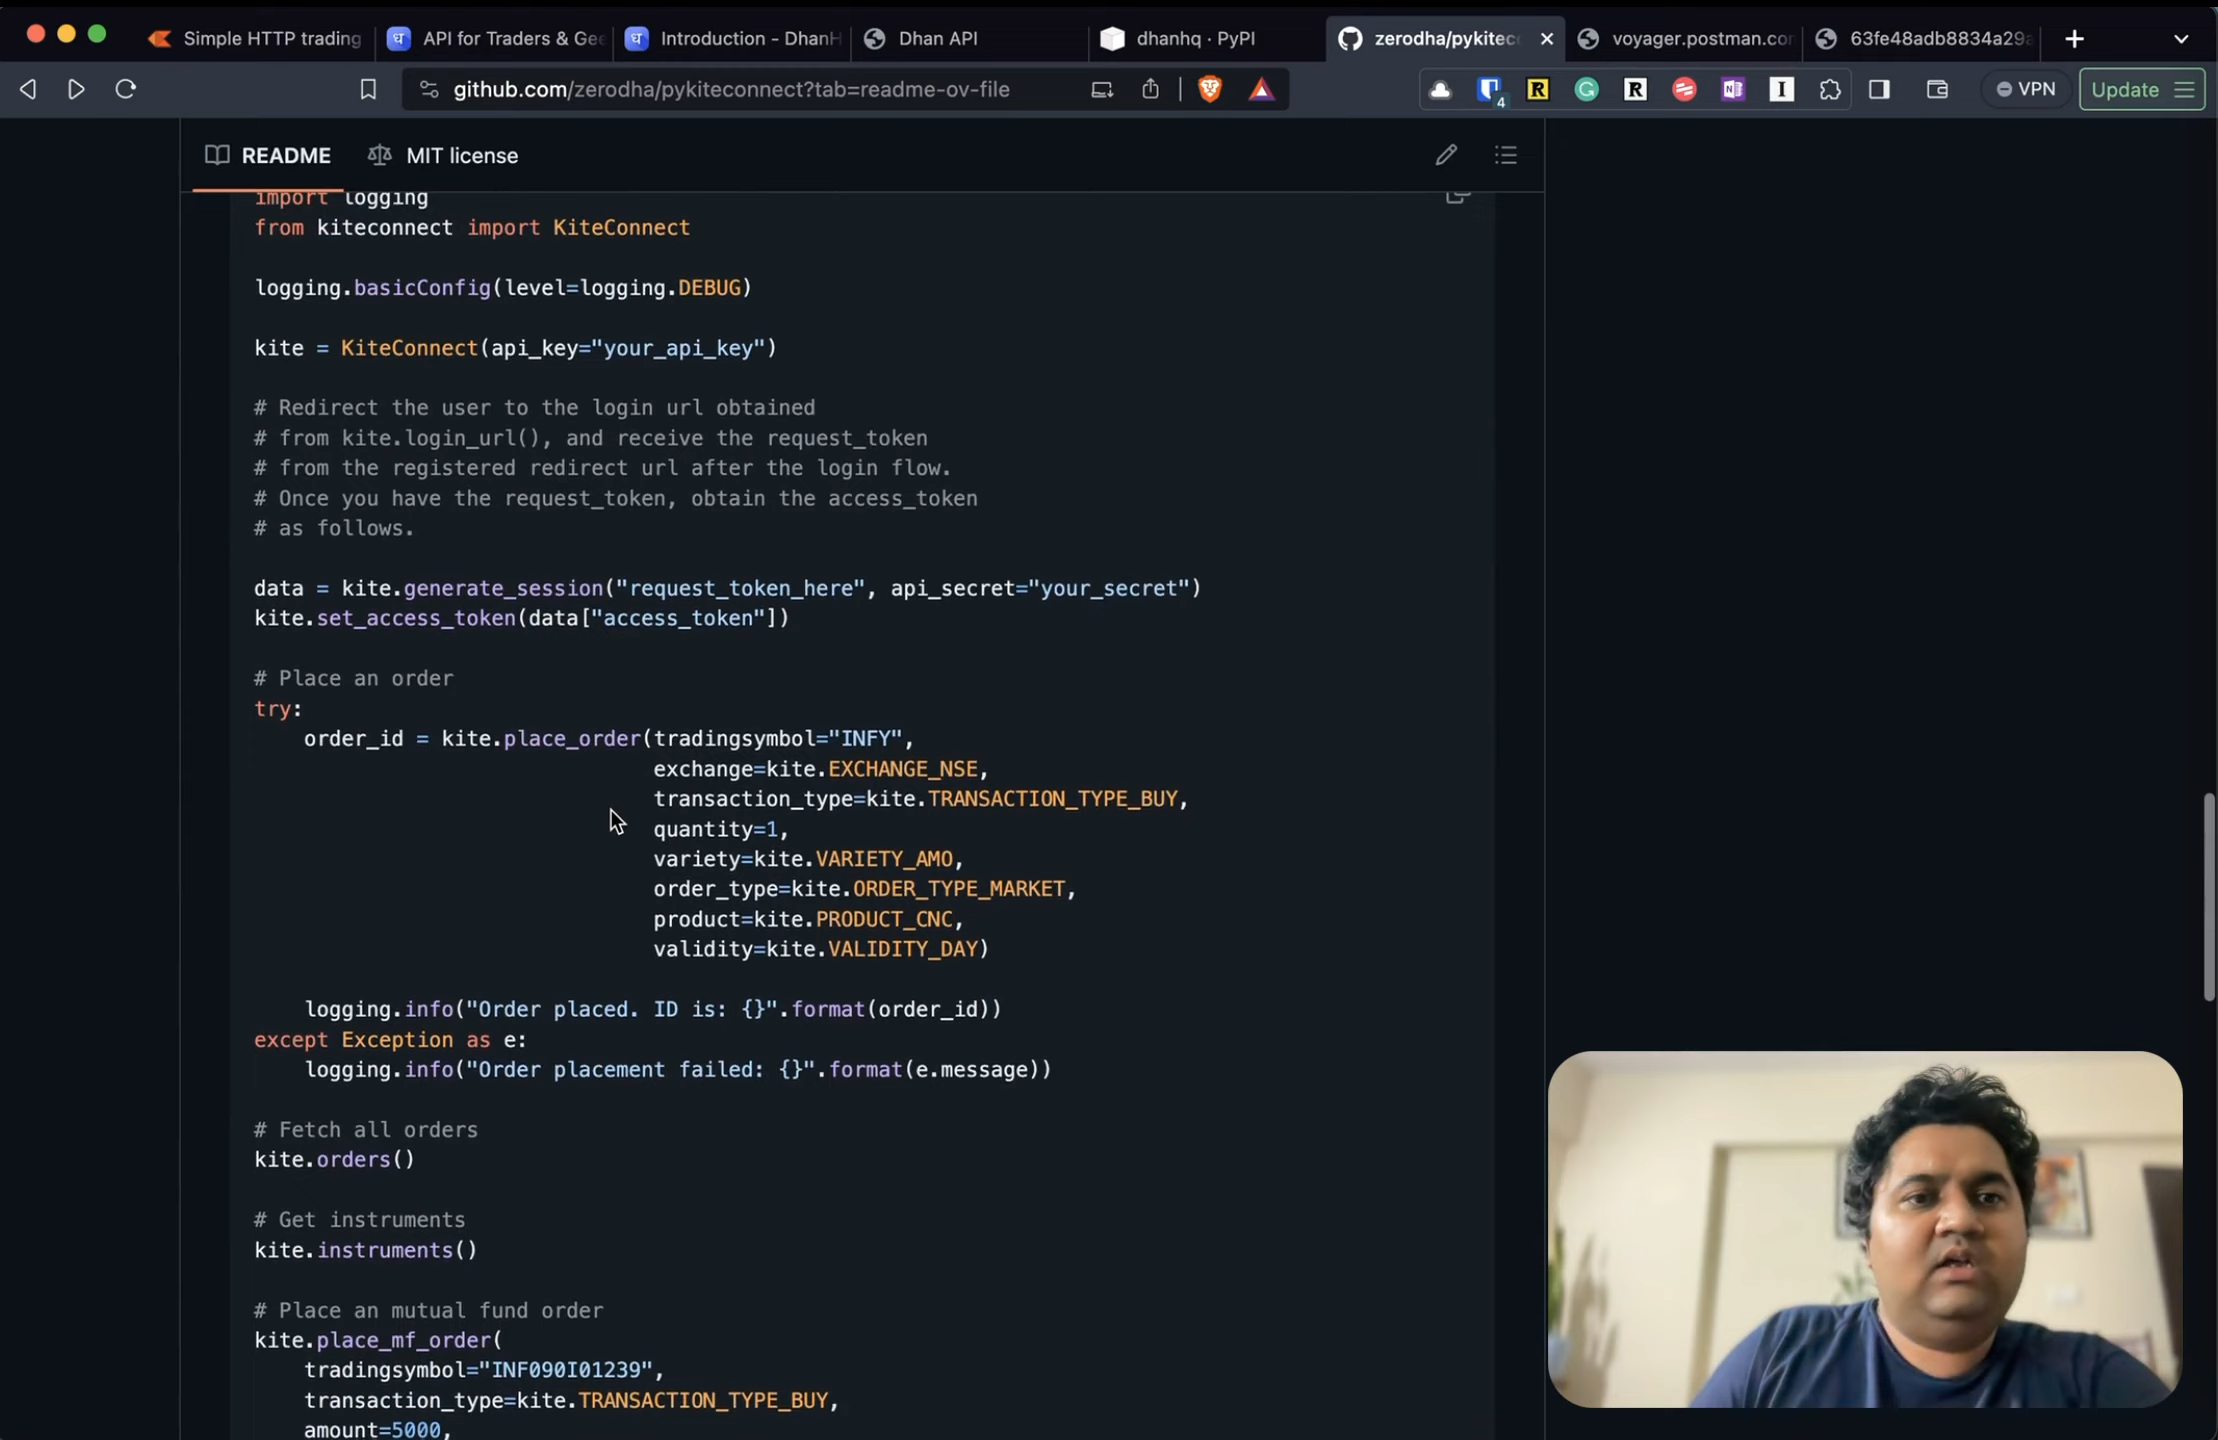 Simple HTTP trading
API for Traders & Ge
Introduction - DhanH
Dhan API
dhanhq · PyPI
zerodha/pykitec
voyager.postman.co
63fe48adb8834a29
github.com/zerodha/pykiteconnect?tab=readme-ov-file
4
VPN
Update
README
MIT license
import logging
from kiteconnect import KiteConnect
logging.basicConfig(level=logging.DEBUG)
kite = KiteConnect(api_key="your_api_key")
# Redirect the user to the login url obtained
# from kite.login_url(), and receive the request_token
# from the registered redirect url after the login flow.
# Once you have the request_token, obtain the access_token
# as follows.
data = kite.generate_session("request_token_here", api_secret="your_secret")
kite.set_access_token(data["access_token"])
# Place an order
try:
    order_id = kite.place_order(tradingsymbol="INFY",
                                exchange=kite.EXCHANGE_NSE,
                                transaction_type=kite.TRANSACTION_TYPE_BUY,
                                quantity=1,
                                variety=kite.VARIETY_AMO,
                                order_type=kite.ORDER_TYPE_MARKET,
                                product=kite.PRODUCT_CNC,
                                validity=kite.VALIDITY_DAY)
    logging.info("Order placed. ID is: {}".format(order_id))
except Exception as e:
    logging.info("Order placement failed: {}".format(e.message))
# Fetch all orders
kite.orders()
# Get instruments
kite.instruments()
# Place an mutual fund order
kite.place_mf_order(
    tradingsymbol="INF090I01239",
    transaction_type=kite.TRANSACTION_TYPE_BUY,
    amount=5000,